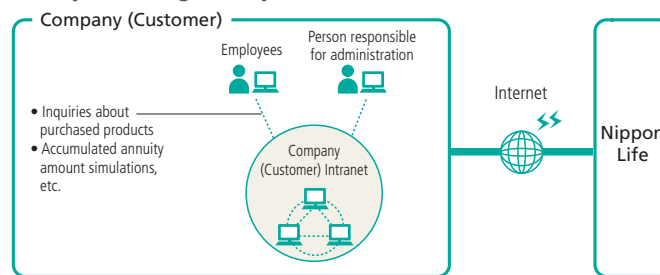 Company (Customer)
Employees
Person responsible
for administration
• Inquiries about
purchased products
• Accumulated annuity
amount simulations,
etc.
Company
(Customer) Intranet
Internet
Nippon
Life